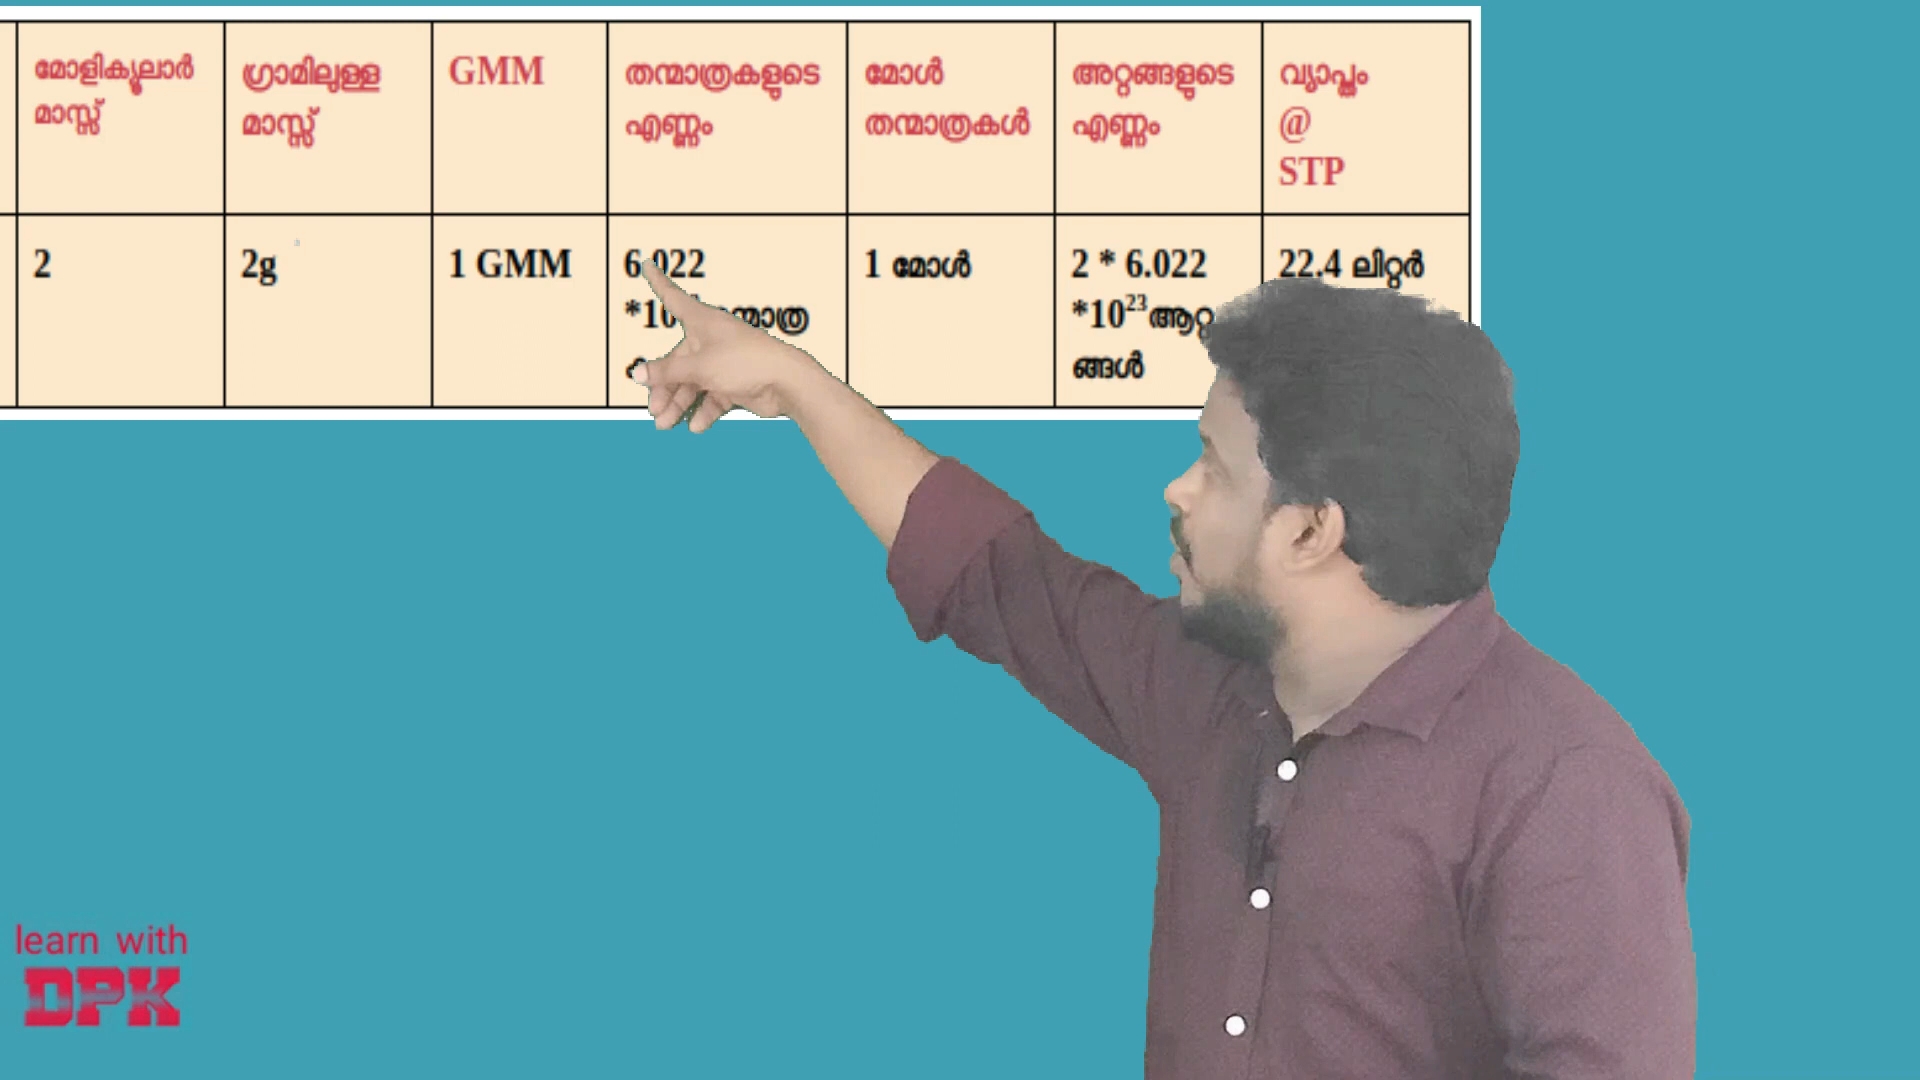 മോളിക്യൂലാർ
മാസ്സ്
ഗ്രാമിലുള്ള
മാസ്സ്
GMM
തന്മാത്രകളുടെ
എണ്ണം
മോൾ
തന്മാത്രകൾ
അറ്റങ്ങളുടെ
എണ്ണം
വ്യാപ്തം
@
STP
2
2g
1 GMM
6.022
1 മോൾ
2 * 6.022
*10²³ആറ്റ
ങ്ങൾ
22.4 ലിറ്റർ
learn with
DPK